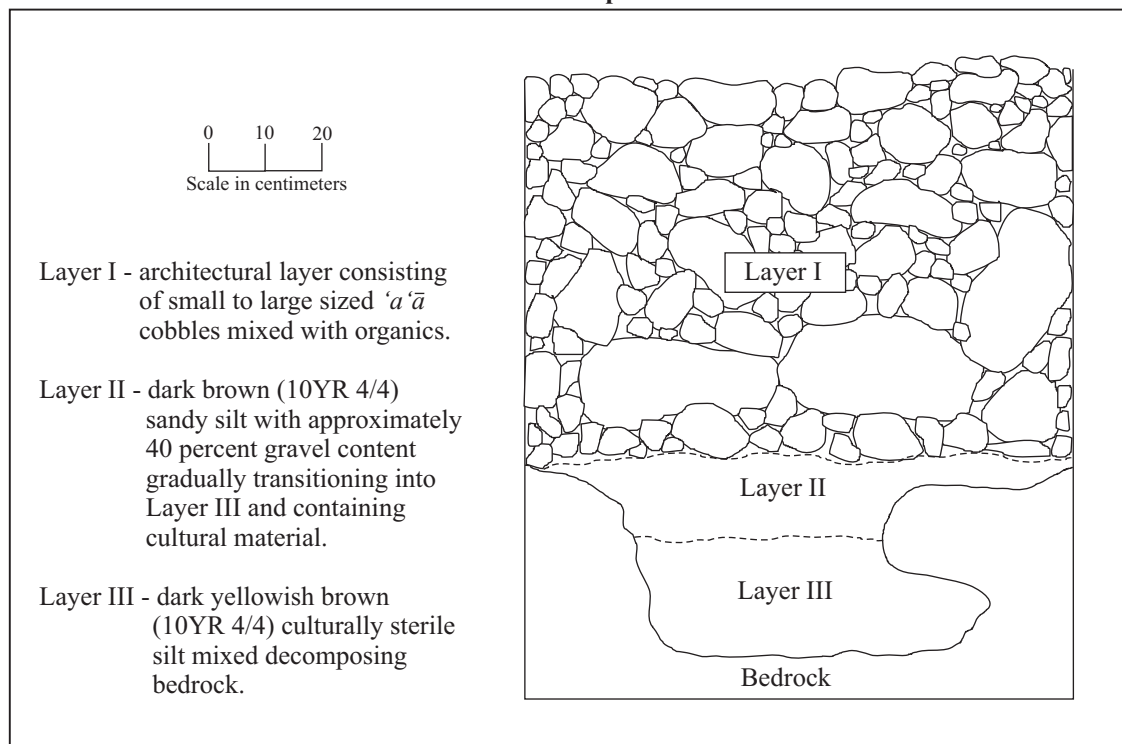 0 10 20
Scale in centimeters
Layer I - architectural layer consisting
of small to large sized ‘a‘ā
cobbles mixed with organics.
Layer II - dark brown (10YR 4/4)
sandy silt with approximately
40 percent gravel content
gradually transitioning into
Layer III and containing
cultural material.
Layer III - dark yellowish brown
(10YR 4/4) culturally sterile
silt mixed decomposing
bedrock.
Layer I
Layer II
Layer III
Bedrock